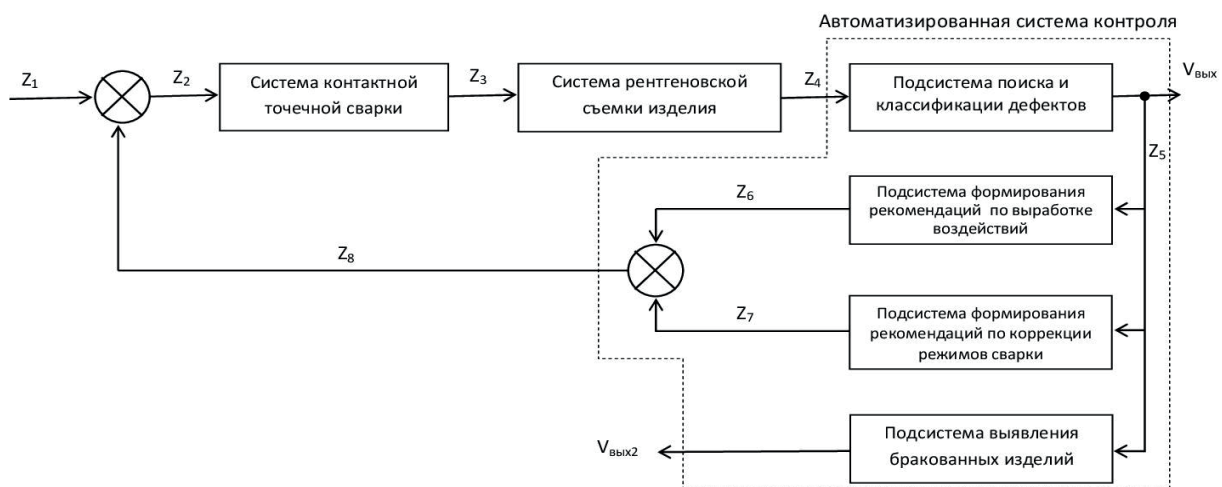 Автоматизированная система контроля
Z1
Z2
Система контактной
точечной сварки
Z3
Система рентгеновской
съемки изделия
Z4
Подсистема поиска и
классификации дефектов
Vвых
Z5
Z6
Подсистема формирования
рекомендаций по выработке
воздействий
Z8
Z7
Подсистема формирования
рекомендаций по коррекции
режимов сварки
Vвых2
Подсистема выявления
бракованных изделий